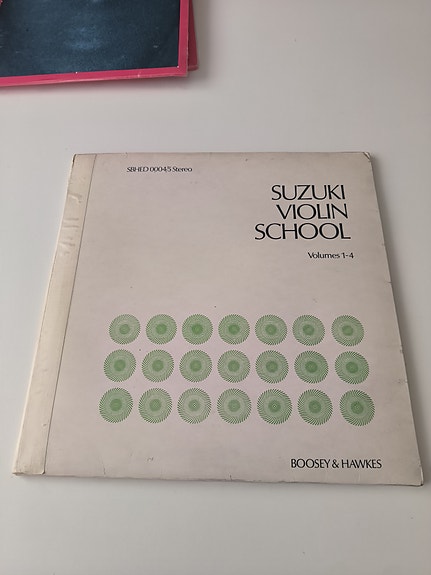 SBHED 0004/5 Stereo
SUZUKI
VIOLIN
SCHOOL
Volumes 1-4
BOOSEY & HAWKES